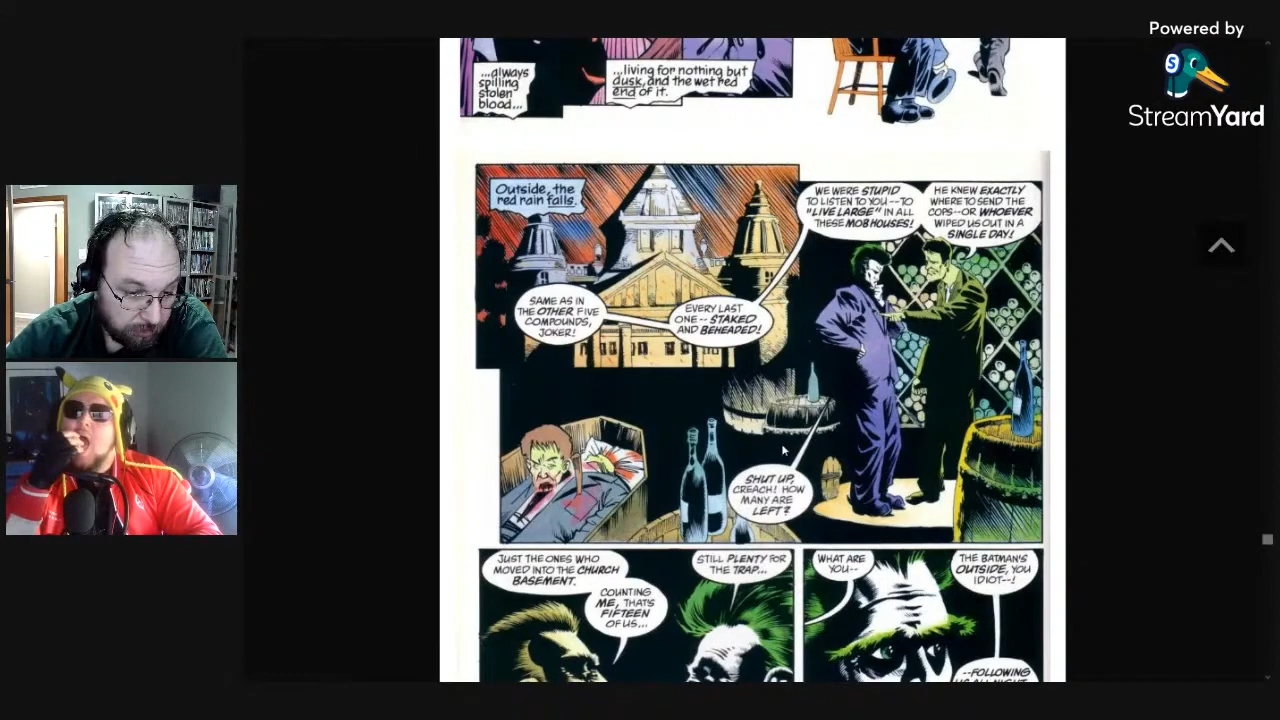 Powered by
StreamYard
...always
spilling
stolen
blood...
...living for nothing but
dusk, and the wet red
end of it.
Outside, the
red rain falls.
SAME AS IN
THE OTHER FIVE
COMPOUNDS,
JOKER!
EVERY LAST
ONE--STAKED
AND BEHEADED!
WE WERE STUPID
TO LISTEN TO YOU--TO
"LIVE LARGE" IN ALL
THESE MOB HOUSES!
HE KNEW EXACTLY
WHERE TO SEND THE
COPS--OR WHOEVER
WIPED US OUT IN A
SINGLE DAY!
SHUT UP,
CREACH! HOW
MANY ARE
LEFT?
JUST THE ONES WHO
MOVED INTO THE CHURCH
BASEMENT.
COUNTING
ME, THAT'S
FIFTEEN
OF US...
STILL PLENTY FOR
THE TRAP...
WHAT ARE
YOU--
THE BATMAN'S
OUTSIDE, YOU
IDIOT--!
--FOLLOWING
US ALL NIGHT